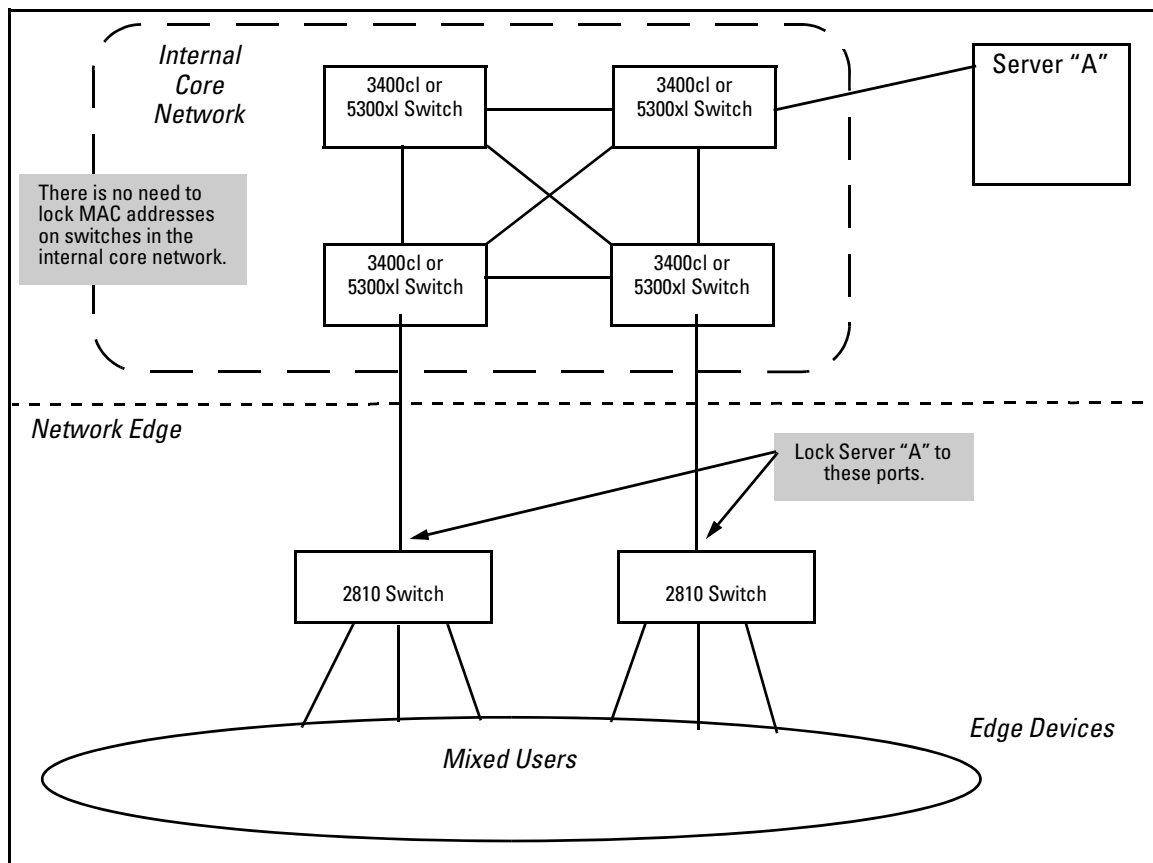 Internal
Core
Network
3400cl or
5300xl Switch
3400cl or
5300xl Switch
Server “A”
There is no need to
lock MAC addresses
on switches in the
internal core network.
3400cl or
5300xl Switch
3400cl or
5300xl Switch
Network Edge
Lock Server “A” to
these ports.
2810 Switch
2810 Switch
Edge Devices
Mixed Users